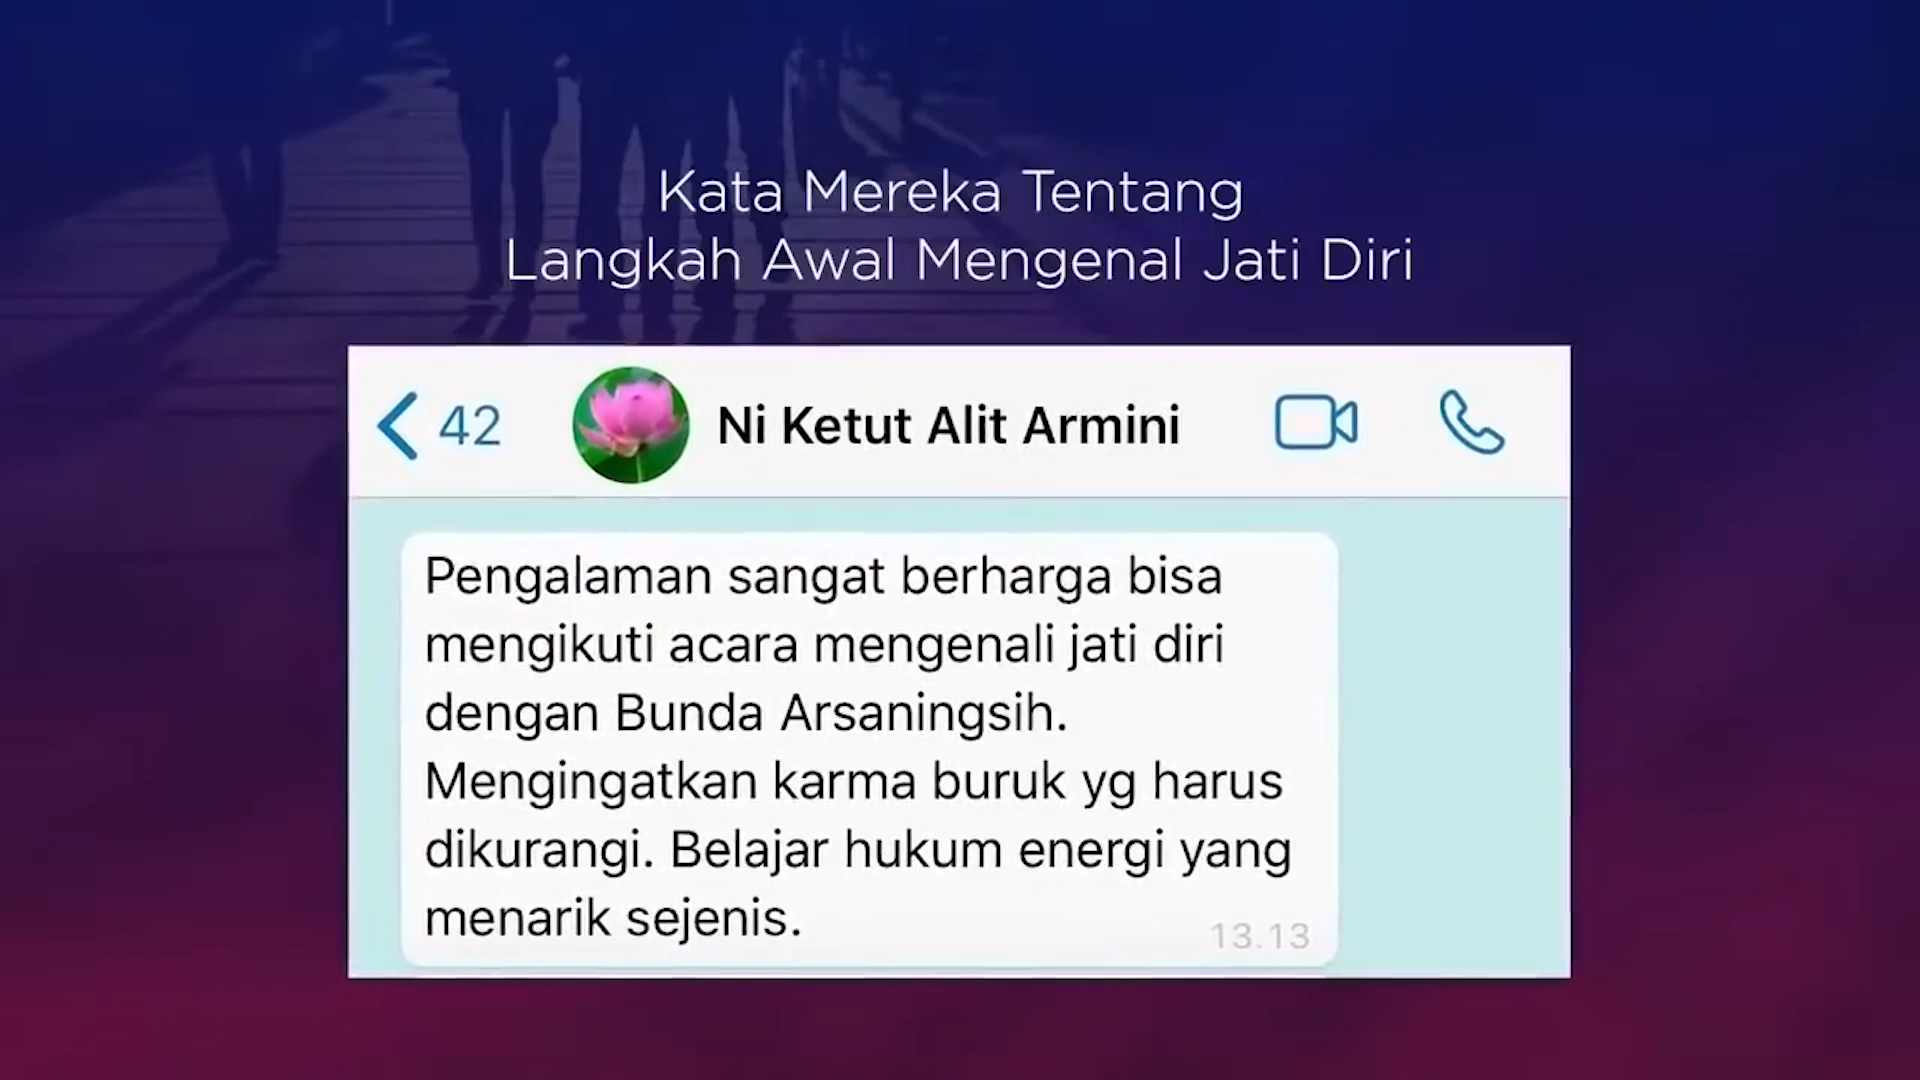 Kata Mereka Tentang
Langkah Awal Mengenal Jati Diri
42
Ni Ketut Alit Armini
Pengalaman sangat berharga bisa
mengikuti acara mengenali jati diri
dengan Bunda Arsaningsih.
Mengingatkan karma buruk yg harus
dikurangi. Belajar hukum energi yang
menarik sejenis.
13.13